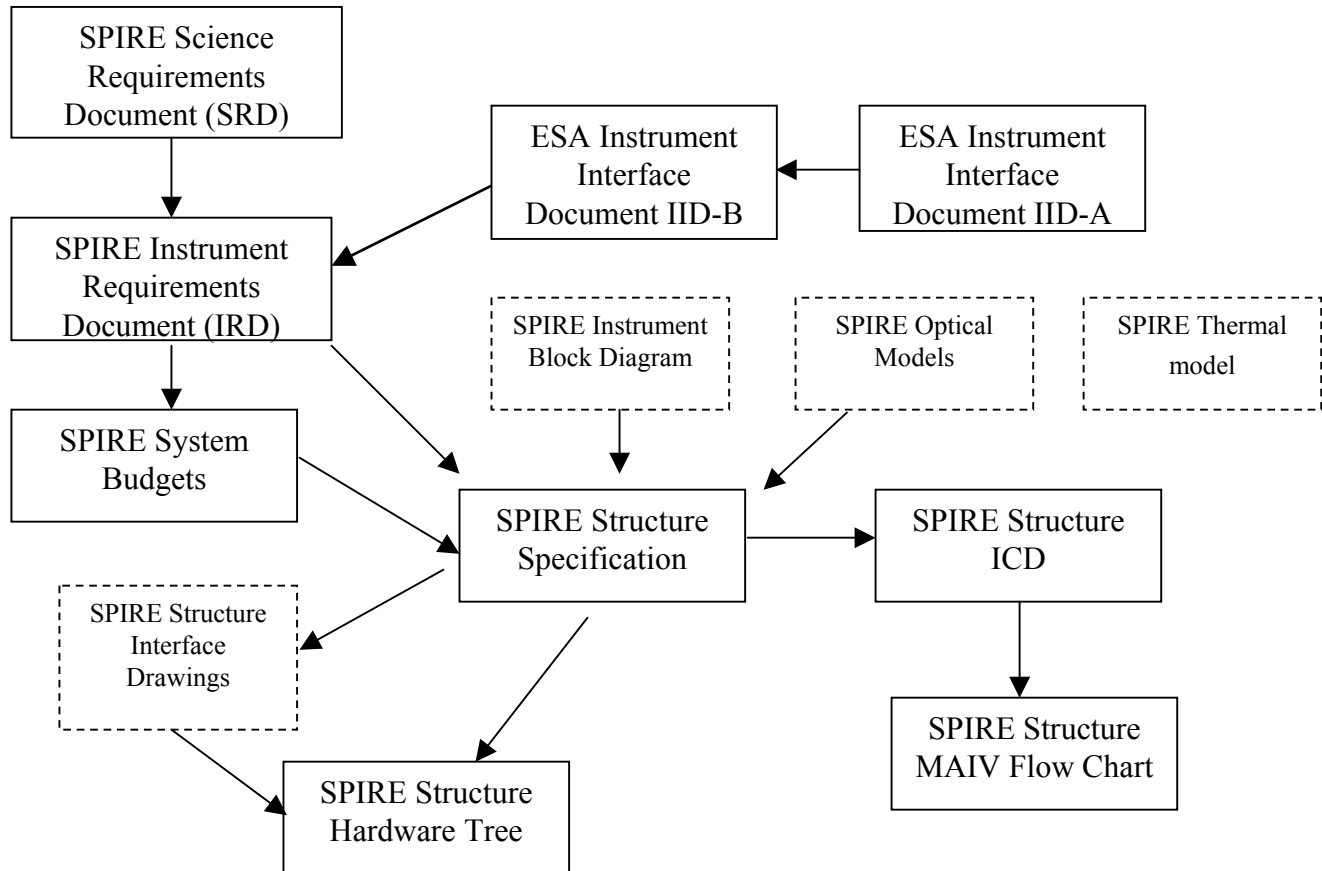 SPIRE Science
Requirements
Document (SRD)
ESA Instrument
Interface
Document IID-B
ESA Instrument
Interface
Document IID-A
SPIRE Instrument
Requirements
Document (IRD)
SPIRE Instrument
Block Diagram
SPIRE Optical
Models
SPIRE Thermal
model
SPIRE System
Budgets
SPIRE Structure
Specification
SPIRE Structure
ICD
SPIRE Structure
Interface
Drawings
SPIRE Structure
MAIV Flow Chart
SPIRE Structure
Hardware Tree